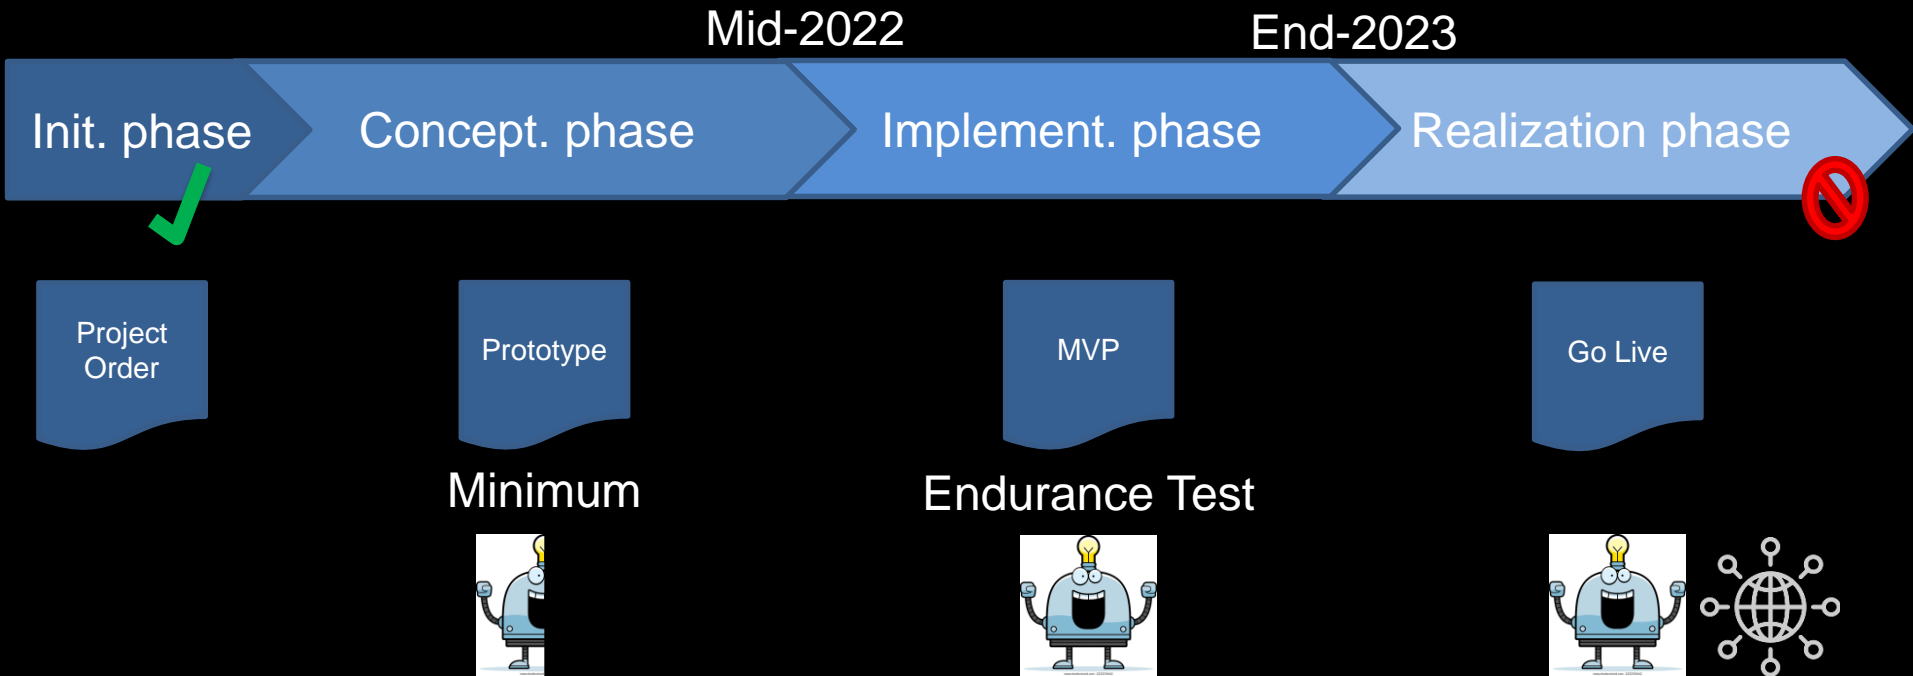 Mid-2022
End-2023
Init. phase
Concept. phase
Implement. phase
Realization phase
Project
Order
Prototype
MVP
Go Live
Minimum
Endurance Test